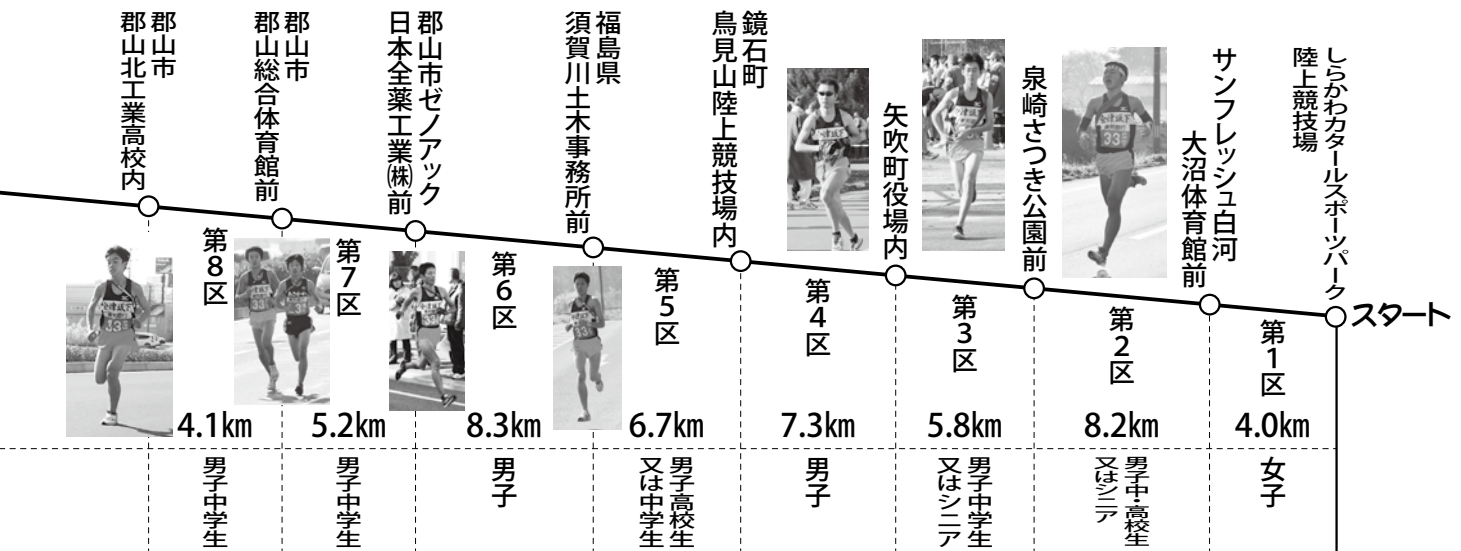 しらかわカタールスポーツパーク
陸上競技場
スタート
サンフレッシュ白河
大沼体育館前
泉崎さつき公園前
矢吹町役場内
鏡石町
鳥見山陸上競技場内
福島県
須賀川土木事務所前
郡山市ゼノアック
日本全薬工業㈱前
郡山市
郡山総合体育館前
郡山市
郡山北工業高校内
第1区
第2区
第3区
第4区
第5区
第6区
第7区
第8区
4.0km
8.2km
5.8km
7.3km
6.7km
8.3km
5.2km
4.1km
女子
男子中・高校生
又はシニア
男子中学生
又はシニア
男子
男子高校生
又は中学生
男子
男子中学生
男子中学生